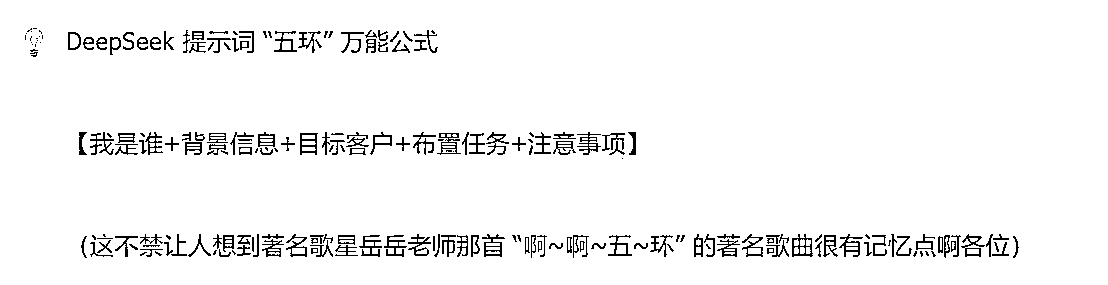 DeepSeek 提示词 “五环” 万能公式
【我是谁+背景信息+目标客户+布置任务+注意事项】
（这不禁让人想到著名歌星岳岳老师那首 “啊~啊~五~环” 的著名歌曲很有记忆点啊各位）